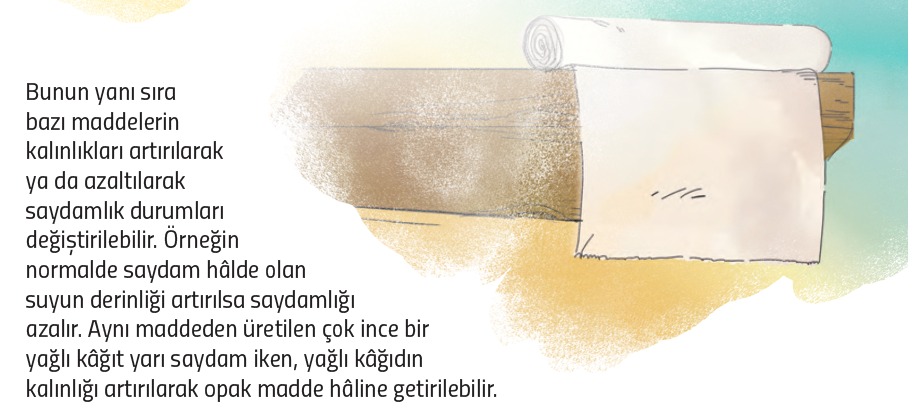 Bunun yanı sıra
bazı maddelerin
kalınlıkları artırılarak
ya da azaltılarak
saydamlık durumları
değiştirilebilir. Örneğin
normalde saydam hâlde olan
suyun derinliği artırılsa saydamlığı
azalır. Aynı maddeden üretilen çok ince bir
yağlı kâğıt yarı saydam iken, yağlı kâğıdın
kalınlığı artırılarak opak madde hâline getirilebilir.